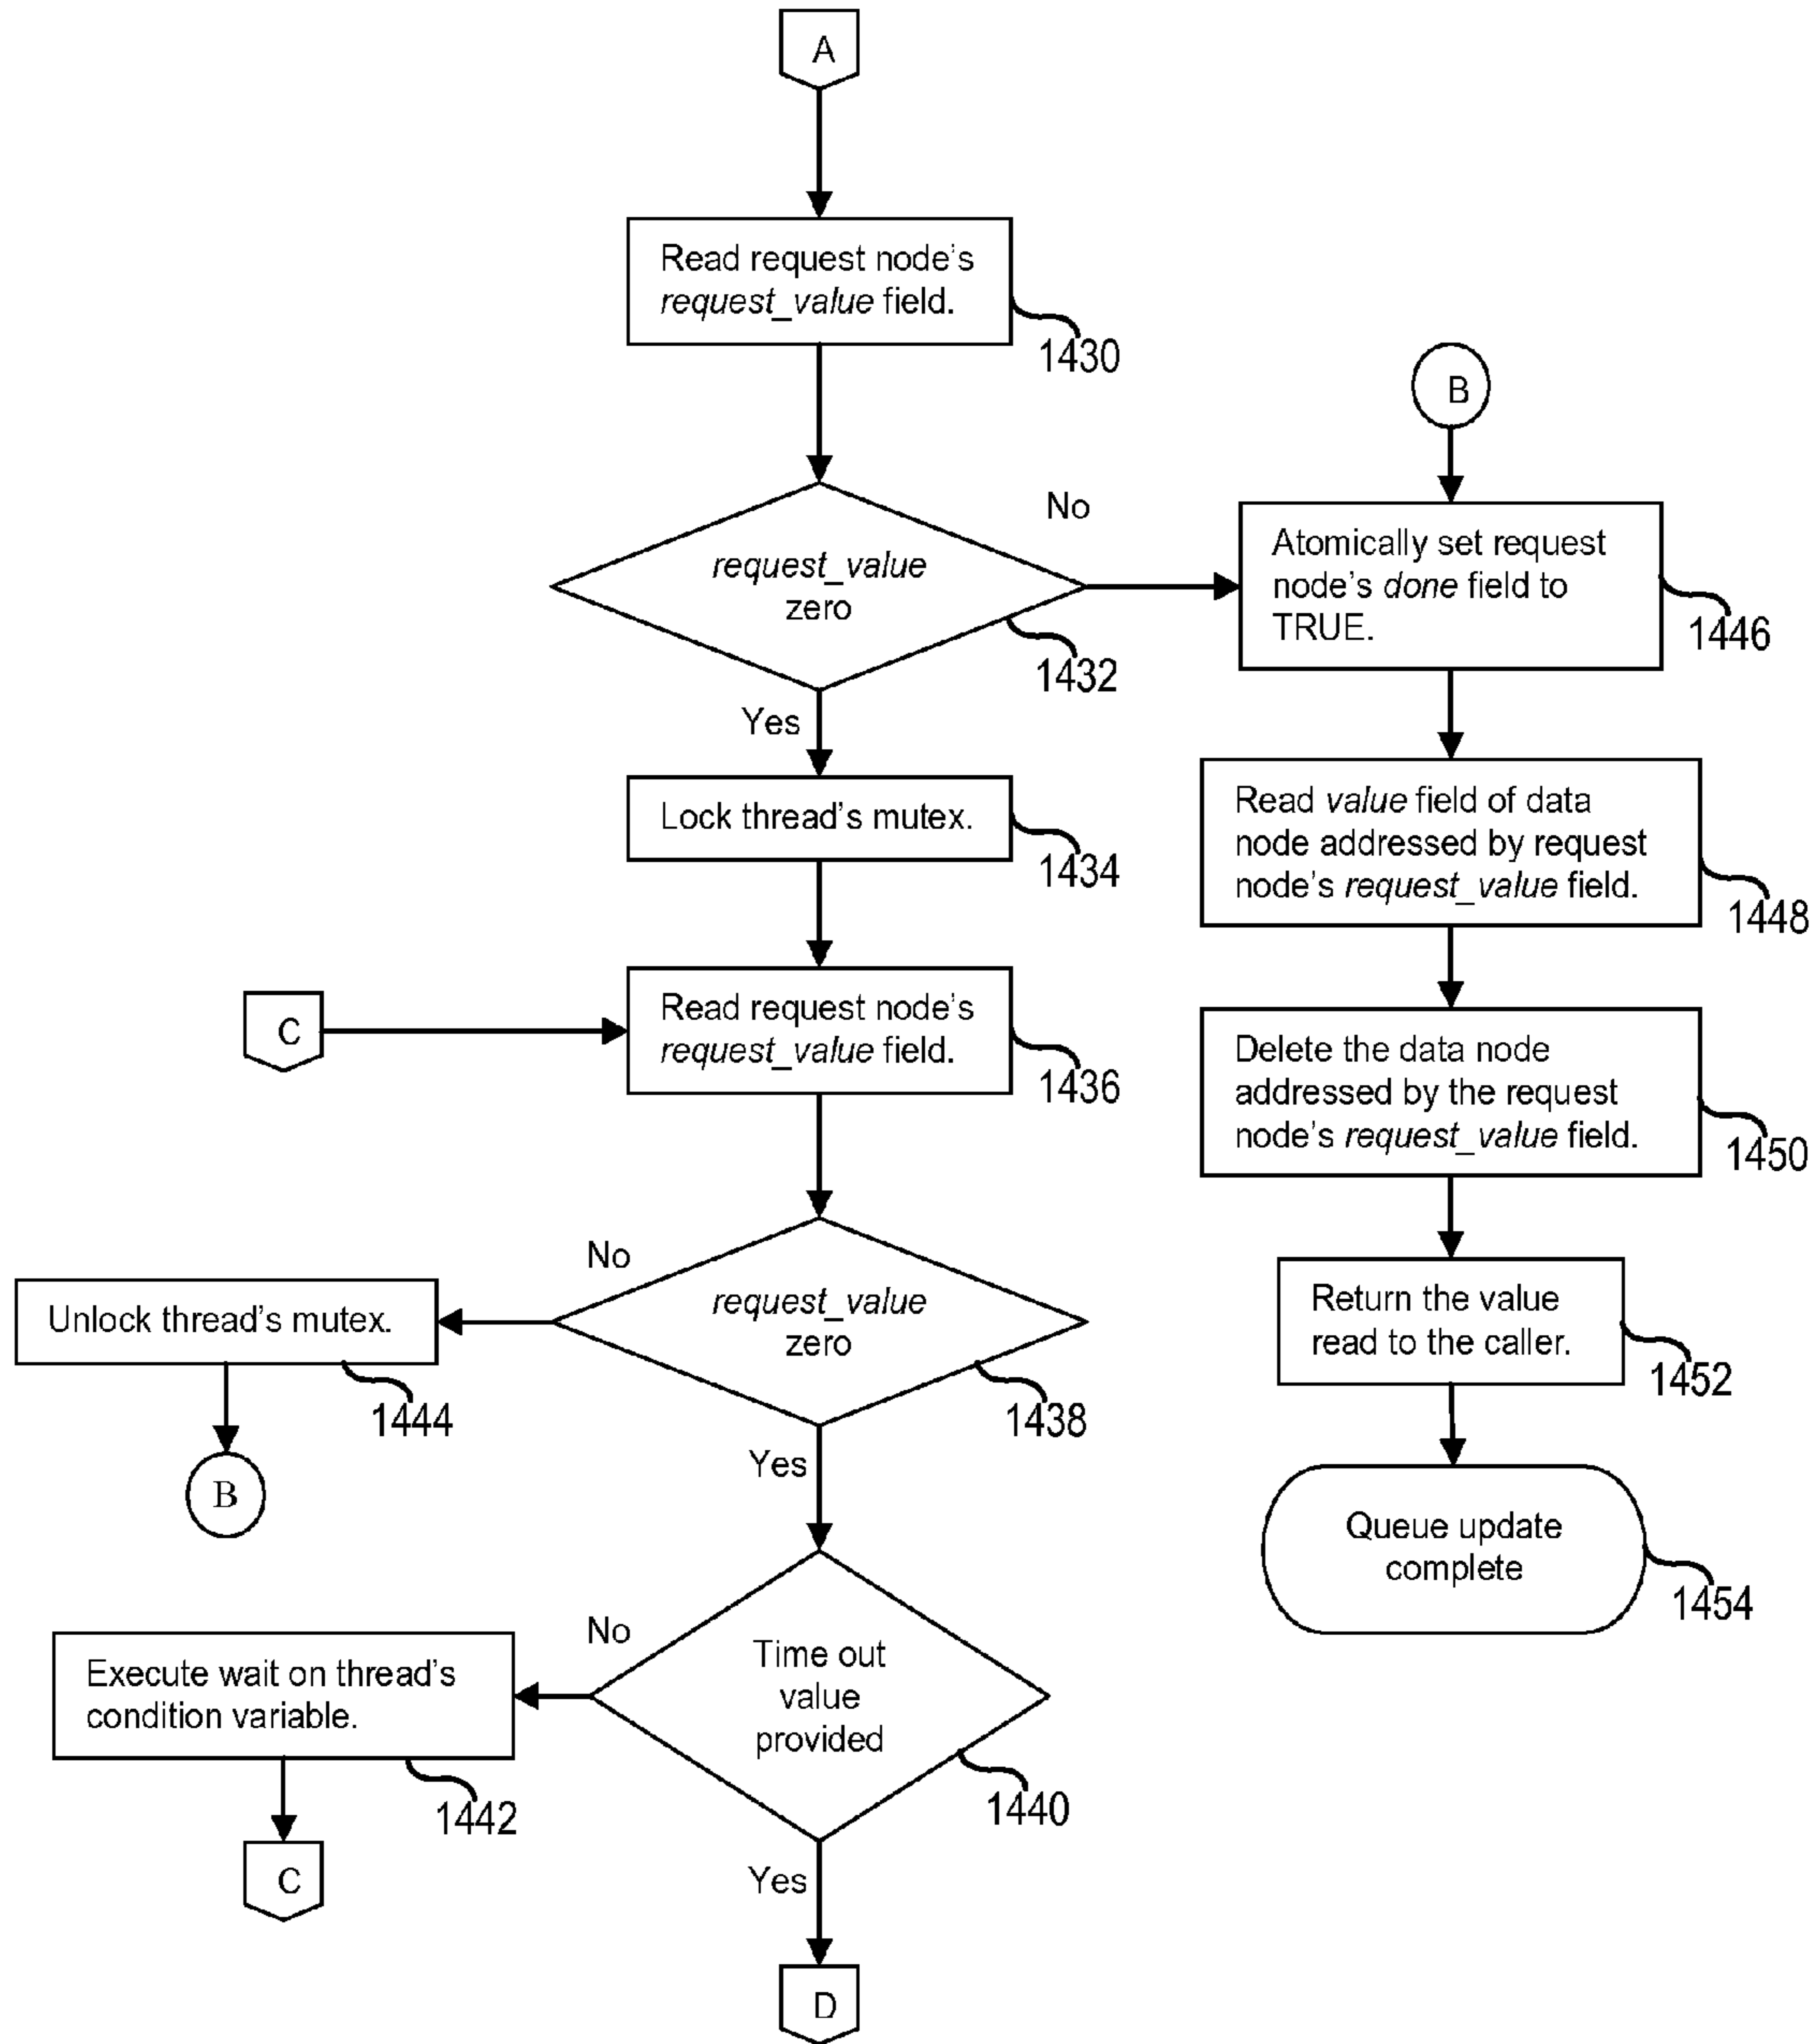 A
Read request node's
request_value field.
1430
request_value
zero
1432
No
Yes
Lock thread's mutex.
1434
C
Read request node's
request_value field.
1436
request_value
zero
1438
No
Unlock thread's mutex.
1444
B
Yes
Time out
value
provided
1440
No
Execute wait on thread's
condition variable.
1442
C
Yes
D
B
Atomically set request
node's done field to
TRUE.
1446
Read value field of data
node addressed by request
node's request_value field.
1448
Delete the data node
addressed by the request
node's request_value field.
1450
Return the value
read to the caller.
1452
Queue update
complete
1454